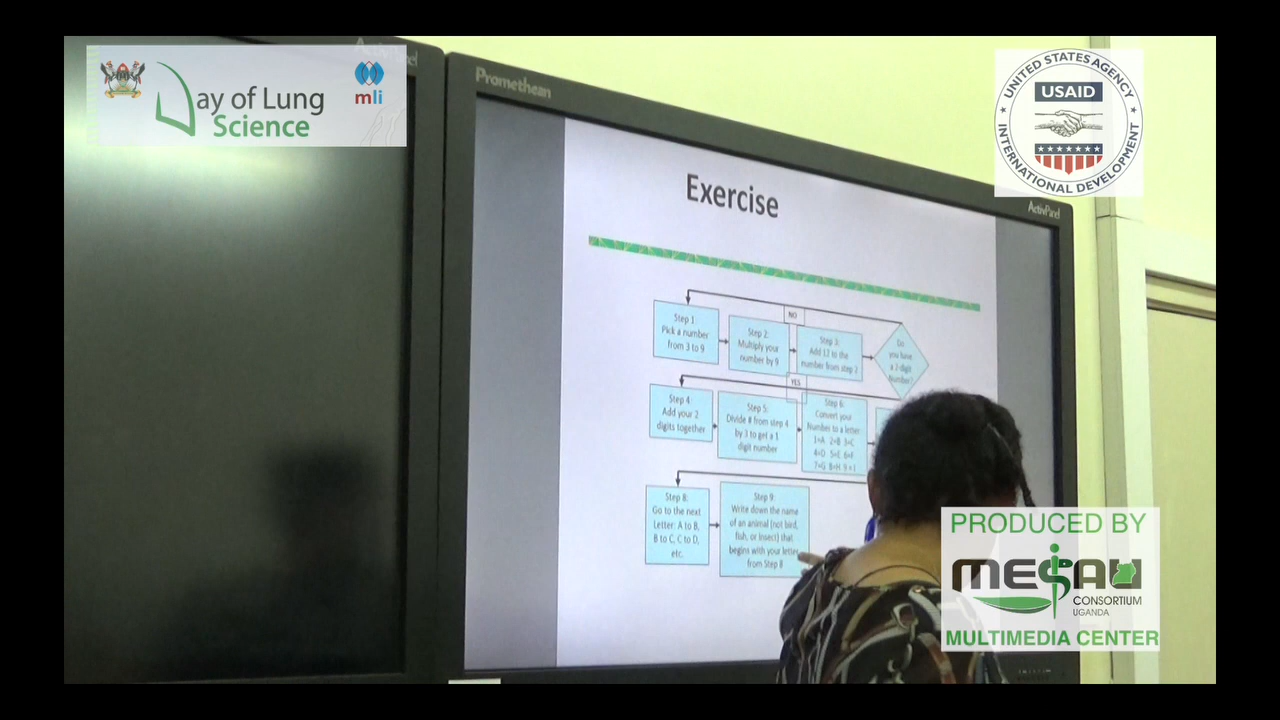 ay of Lung
Science
mli
ActivPanel
Promethean
UNITED STATES AGENCY
USAID
INTERNATIONAL DEVELOPMENT
ActivPanel
Exercise
NO
Step 1
Pick a number
from 3 to 9
Step 2:
Multiply your
number by 9
Step 3:
Add 12 to the
number from step 2
Do
you have
a 2 digit
Number?
YES
Step 4:
Add your 2
digits together
Step 5:
Divide # from step 4
by 3 to get a 1
digit number
Step 6:
Convert your
Number to a letter
1=A 2=B 3=C
4=D 5=E 6=F
7=G 8=H 9=I
Step 8:
Go to the next
Letter: A to B,
B to C, C to D,
etc.
Step 9:
Write down the name
of an animal (not bird,
fish, or insect) that
begins with your letter
from Step 8
PRODUCED BY
MESAU
CONSORTIUM
UGANDA
MULTIMEDIA CENTER